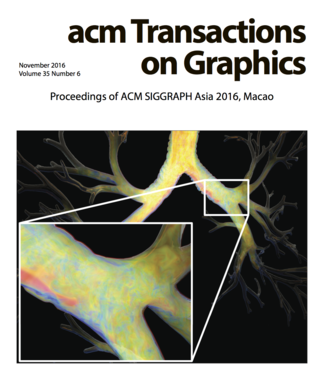 acm Transactions
on Graphics
November 2016
Volume 35 Number 6
Proceedings of ACM SIGGRAPH Asia 2016, Macao